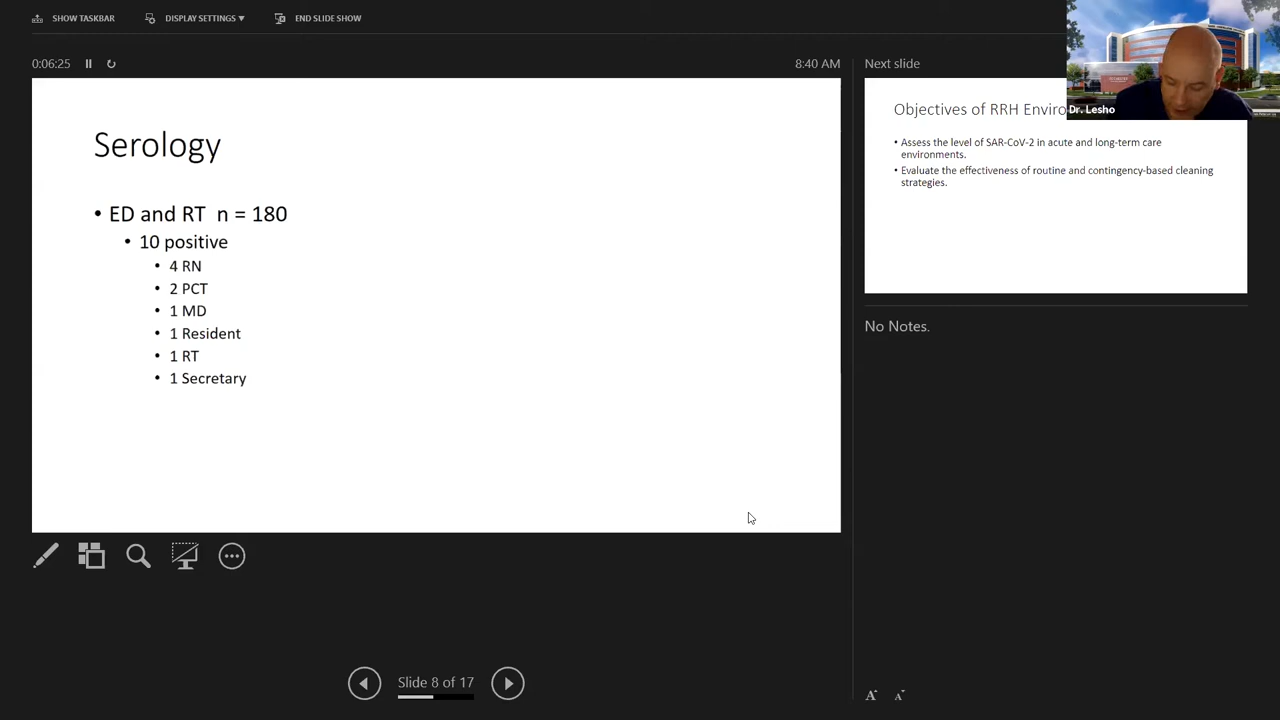 SHOW TASKBAR
DISPLAY SETTINGS ▼
END SLIDE SHOW
0:06:25
8:40 AM
Serology
• ED and RT n = 180
• 10 positive
• 4 RN
• 2 PCT
• 1 MD
• 1 Resident
• 1 RT
• 1 Secretary
Slide 8 of 17
Next slide
Objectives of RRH Enviro
• Assess the level of SAR-CoV-2 in acute and long-term care
environments.
• Evaluate the effectiveness of routine and contingency-based cleaning
strategies.
No Notes.
A
A
Dr. Lesho